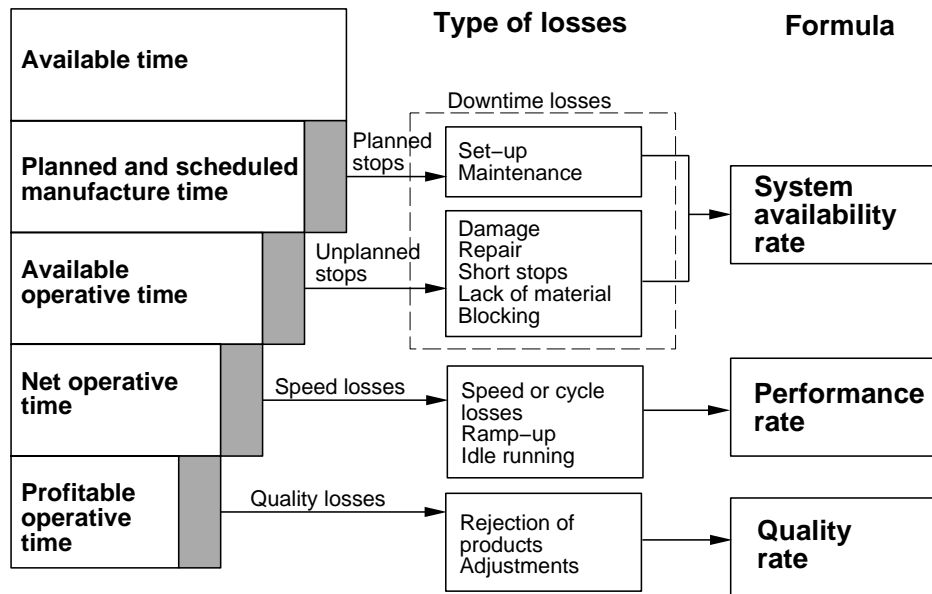 Type of losses
Formula
Available time
Downtime losses
Planned and scheduled
manufacture time
Planned
stops
Set−up
Maintenance
System
availability
rate
Available
operative time
Unplanned
stops
Damage
Repair
Short stops
Lack of material
Blocking
Net operative
time
Speed losses
Speed or cycle
losses
Ramp−up
Idle running
Performance
rate
Profitable
operative
time
Quality losses
Rejection of
products
Adjustments
Quality
rate